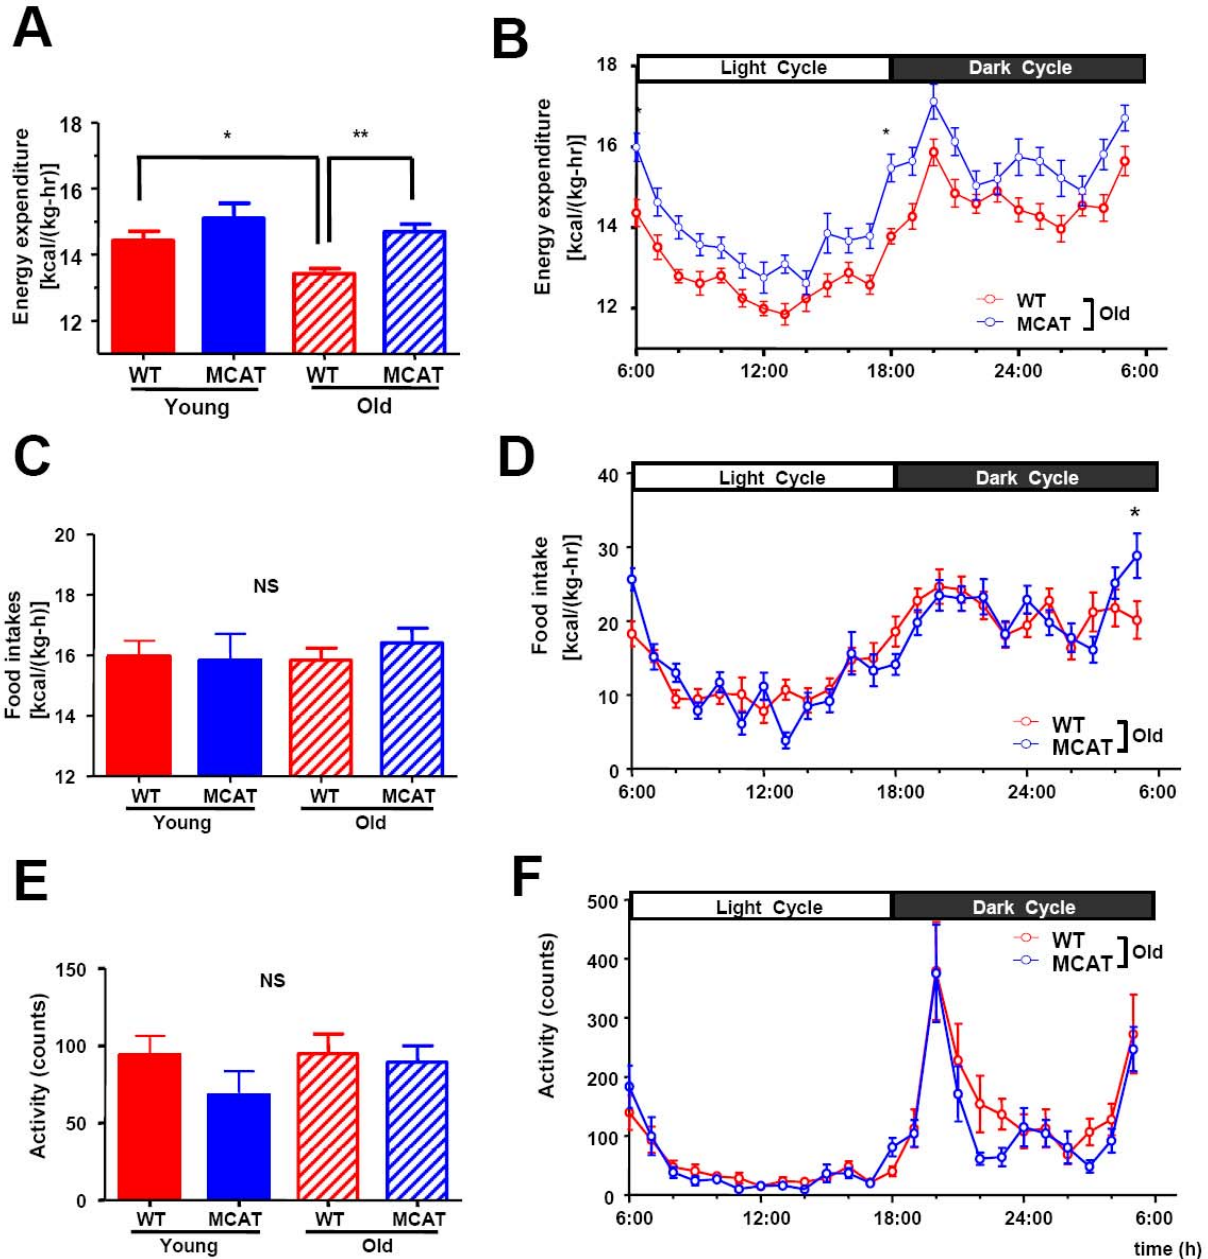 A
Energy expenditure
[kcal/(kg-hr)]
18
16
14
12
*
**
WT
MCAT
WT
MCAT
Young
Old
B
Energy expenditure
[kcal/(kg-hr)]
18
16
14
12
Light Cycle
Dark Cycle
*
*
WT
MCAT
Old
6:00
12:00
18:00
24:00
6:00
C
Food intakes
[kcal/(kg-h)]
20
18
16
14
12
NS
WT
MCAT
WT
MCAT
Young
Old
D
Food intake
[kcal/(kg-hr)]
40
30
20
10
0
Light Cycle
Dark Cycle
*
WT
MCAT
Old
6:00
12:00
18:00
24:00
6:00
E
Activity (counts)
150
100
50
0
NS
WT
MCAT
WT
MCAT
Young
Old
F
Activity (counts)
500
400
300
200
100
0
Light Cycle
Dark Cycle
WT
MCAT
Old
6:00
12:00
18:00
24:00
6:00
time (h)